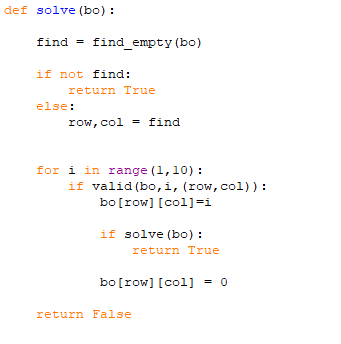 def solve(bo):
    find = find_empty(bo)
    if not find:
        return True
    else:
        row,col = find
    for i in range(1,10):
        if valid(bo,i,(row,col)):
            bo[row][col]=i
            if solve(bo):
                return True
            bo[row][col] = 0
    return False